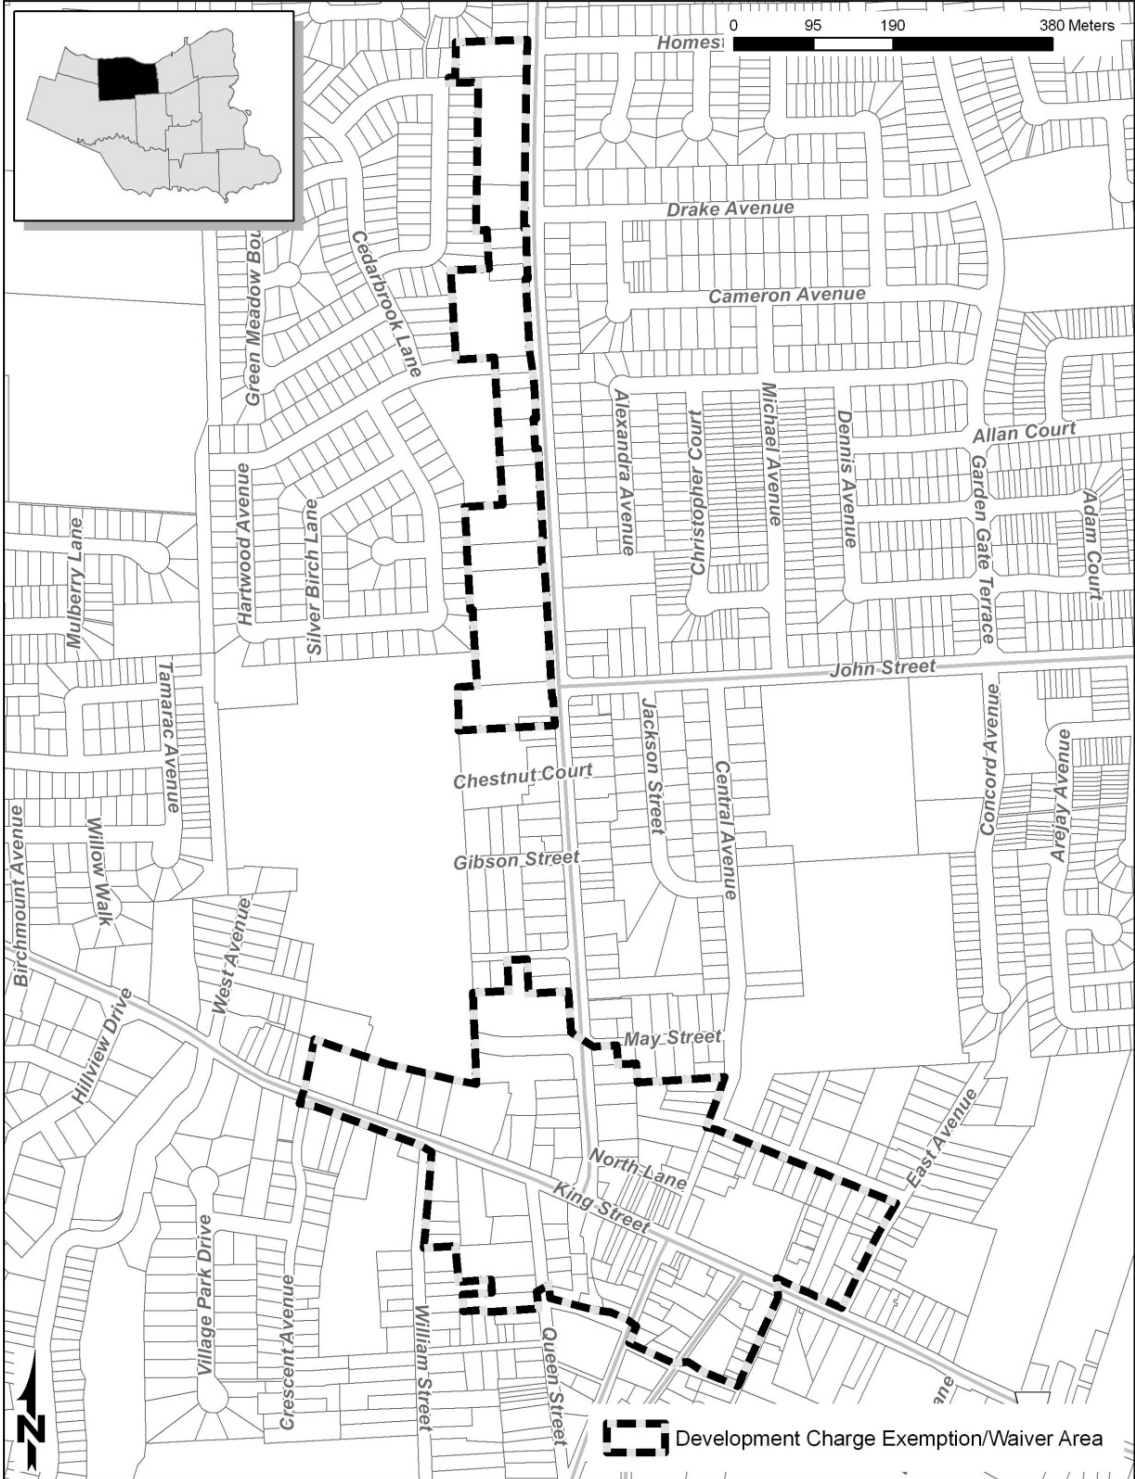 0 95 190 380 Meters
Homest
Drake Avenue
Cameron Avenue
Green Meadow Bou
Cedarbrook Lane
Alexandra Avenue
Christopher Court
Michael Avenue
Dennis Avenue
Allan Court
Garden Gate Terrace
Adam Court
Mulberry Lane
Hartwood Avenue
Silver Birch Lane
John Street
Tamarac Avenue
Jackson Street
Central Avenue
Concord Avenue
Arejay Avenue
Chestnut Court
Gibson Street
Birchmount Avenue
Willow Walk
West Avenue
Hillview Drive
May Street
East Avenue
North Lane
King Street
Village Park Drive
Crescent Avenue
William Street
Queen Street
ane
N
Development Charge Exemption/Waiver Area